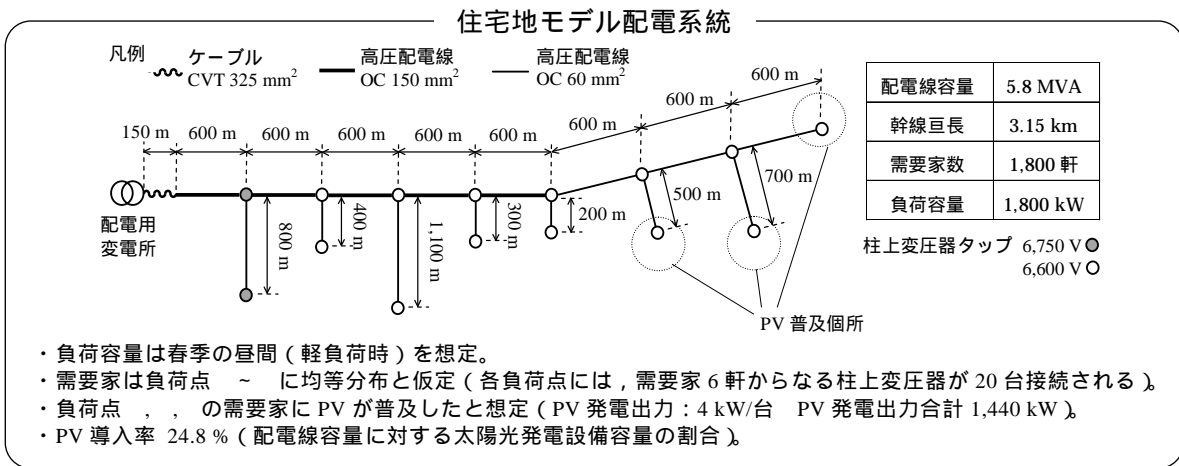 住宅地モデル配電系統
凡例
ケーブル
CVT 325 mm²
高圧配電線
OC 150 mm²
高圧配電線
OC 60 mm²
150 m
600 m
600 m
600 m
600 m
600 m
600 m
600 m
600 m
配電用
変電所
800 m
400 m
1,100 m
300 m
200 m
500 m
700 m
PV 普及個所
配電線容量 5.8 MVA
幹線亘長 3.15 km
需要家数 1,800 軒
負荷容量 1,800 kW
柱上変圧器タップ 6,750 V
6,600 V
・負荷容量は春季の昼間(軽負荷時)を想定。
・需要家は負荷点 ~ に均等分布と仮定(各負荷点には,需要家 6 軒からなる柱上変圧器が 20 台接続される)。
・負荷点 , , の需要家に PV が普及したと想定(PV 発電出力:4 kW/台 PV 発電出力合計 1,440 kW)。
・PV 導入率 24.8 %(配電線容量に対する太陽光発電設備容量の割合)。